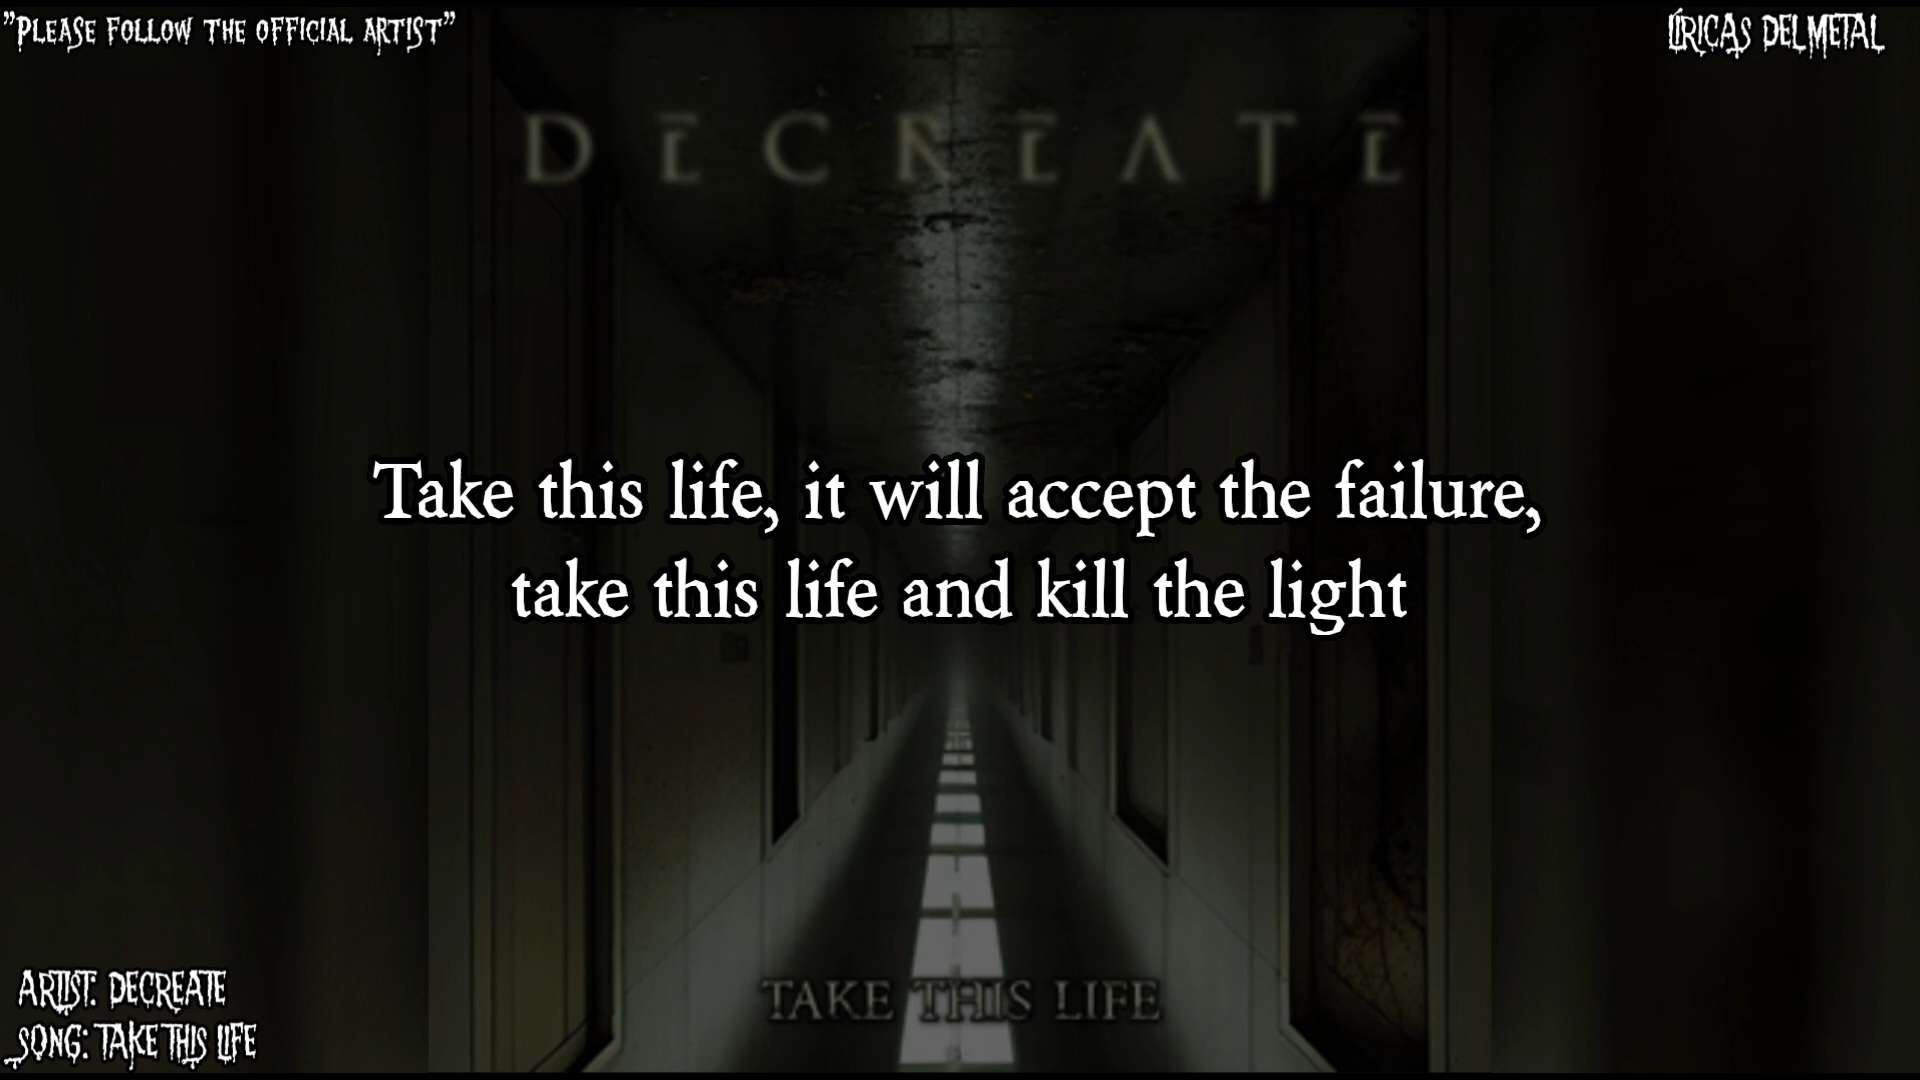 "PLEASE FOLLOW THE OFFICIAL ARTIST"
LÍRICAS DEL METAL
DECREATE
Take this life, it will accept the failure,
take this life and kill the light
TAKE THIS LIFE
ARTIST: DECREATE
SONG: TAKE THIS LIFE